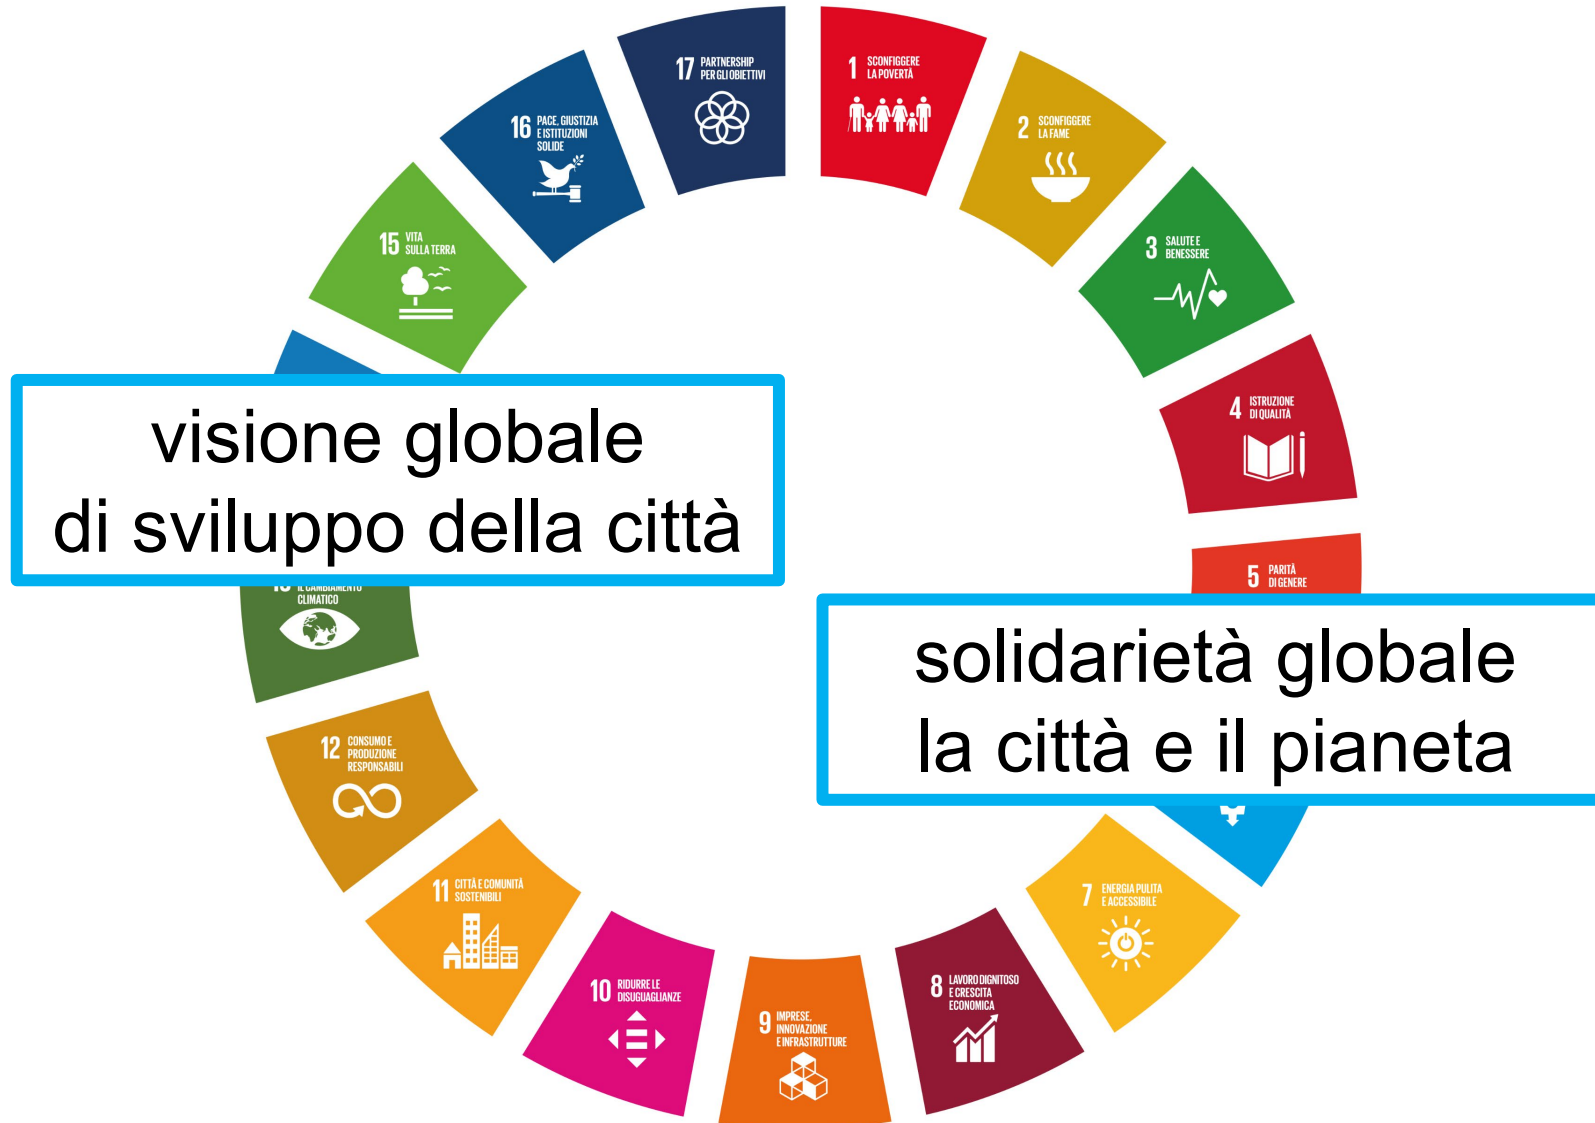 17 PARTNERSHIP
PER GLI OBIETTIVI
1 SCONFIGGERE
LA POVERTÀ
16 PACE, GIUSTIZIA
E ISTITUZIONI
SOLIDE
2 SCONFIGGERE
LA FAME
15 VITA
SULLA TERRA
3 SALUTE E
BENESSERE
visione globale
di sviluppo della città
4 ISTRUZIONE
DI QUALITÀ
5 PARITÀ
DI GENERE
IL CAMBIAMENTO
CLIMATICO
solidarietà globale
la città e il pianeta
12 CONSUMO E
PRODUZIONE
RESPONSABILI
11 CITTÀ E COMUNITÀ
SOSTENIBILI
7 ENERGIA PULITA
E ACCESSIBILE
10 RIDURRE LE
DISUGUAGLIANZE
9 IMPRESE,
INNOVAZIONE
E INFRASTRUTTURE
8 LAVORO DIGNITOSO
E CRESCITA
ECONOMICA